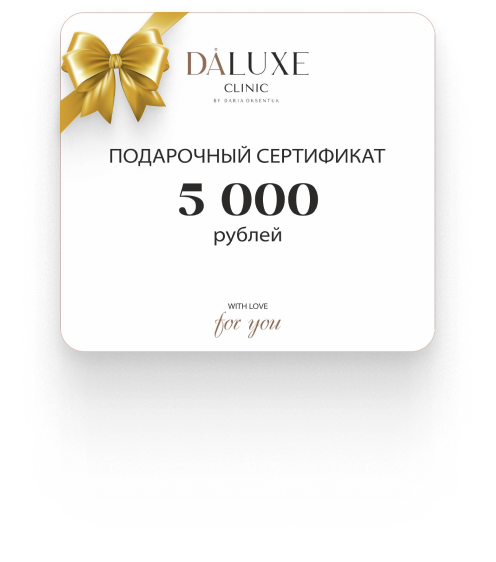 DALUXE
CLINIC
BY DARIA OKSENTUK
ПОДАРОЧНЫЙ СЕРТИФИКАТ
5 000
рублей
WITH LOVE
for you